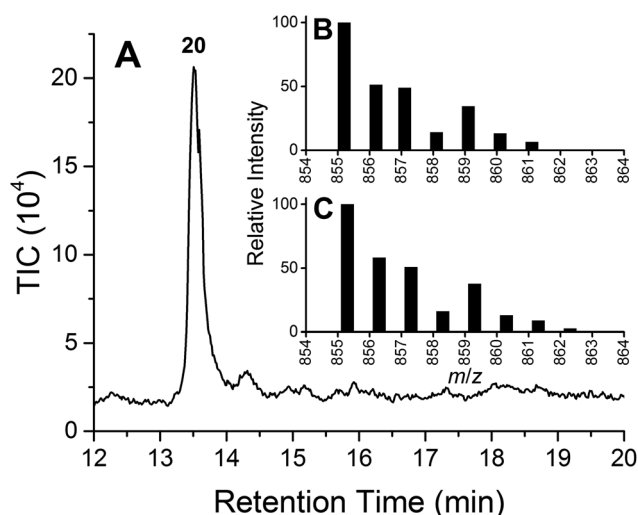 A
20
TIC (10⁴)
20
15
10
5
0
12 13 14 15 16 17 18 19 20
Retention Time (min)
Relative Intensity
B
100
50
0
854 855 856 857 858 859 860 861 862 863 864
C
100
50
0
854 855 856 857 858 859 860 861 862 863 864
m/z